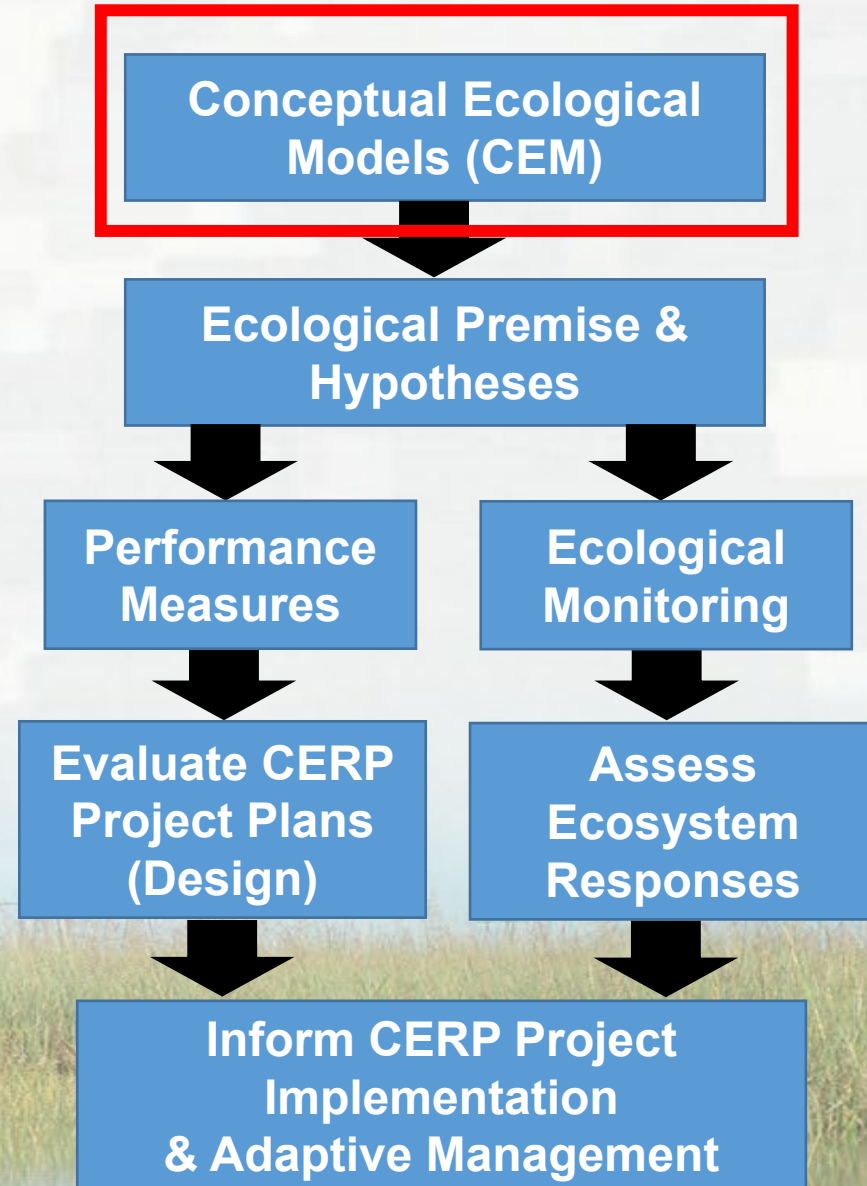 Conceptual Ecological
Models (CEM)
Ecological Premise &
Hypotheses
Performance
Measures
Ecological
Monitoring
Evaluate CERP
Project Plans
(Design)
Assess
Ecosystem
Responses
Inform CERP Project
Implementation
& Adaptive Management